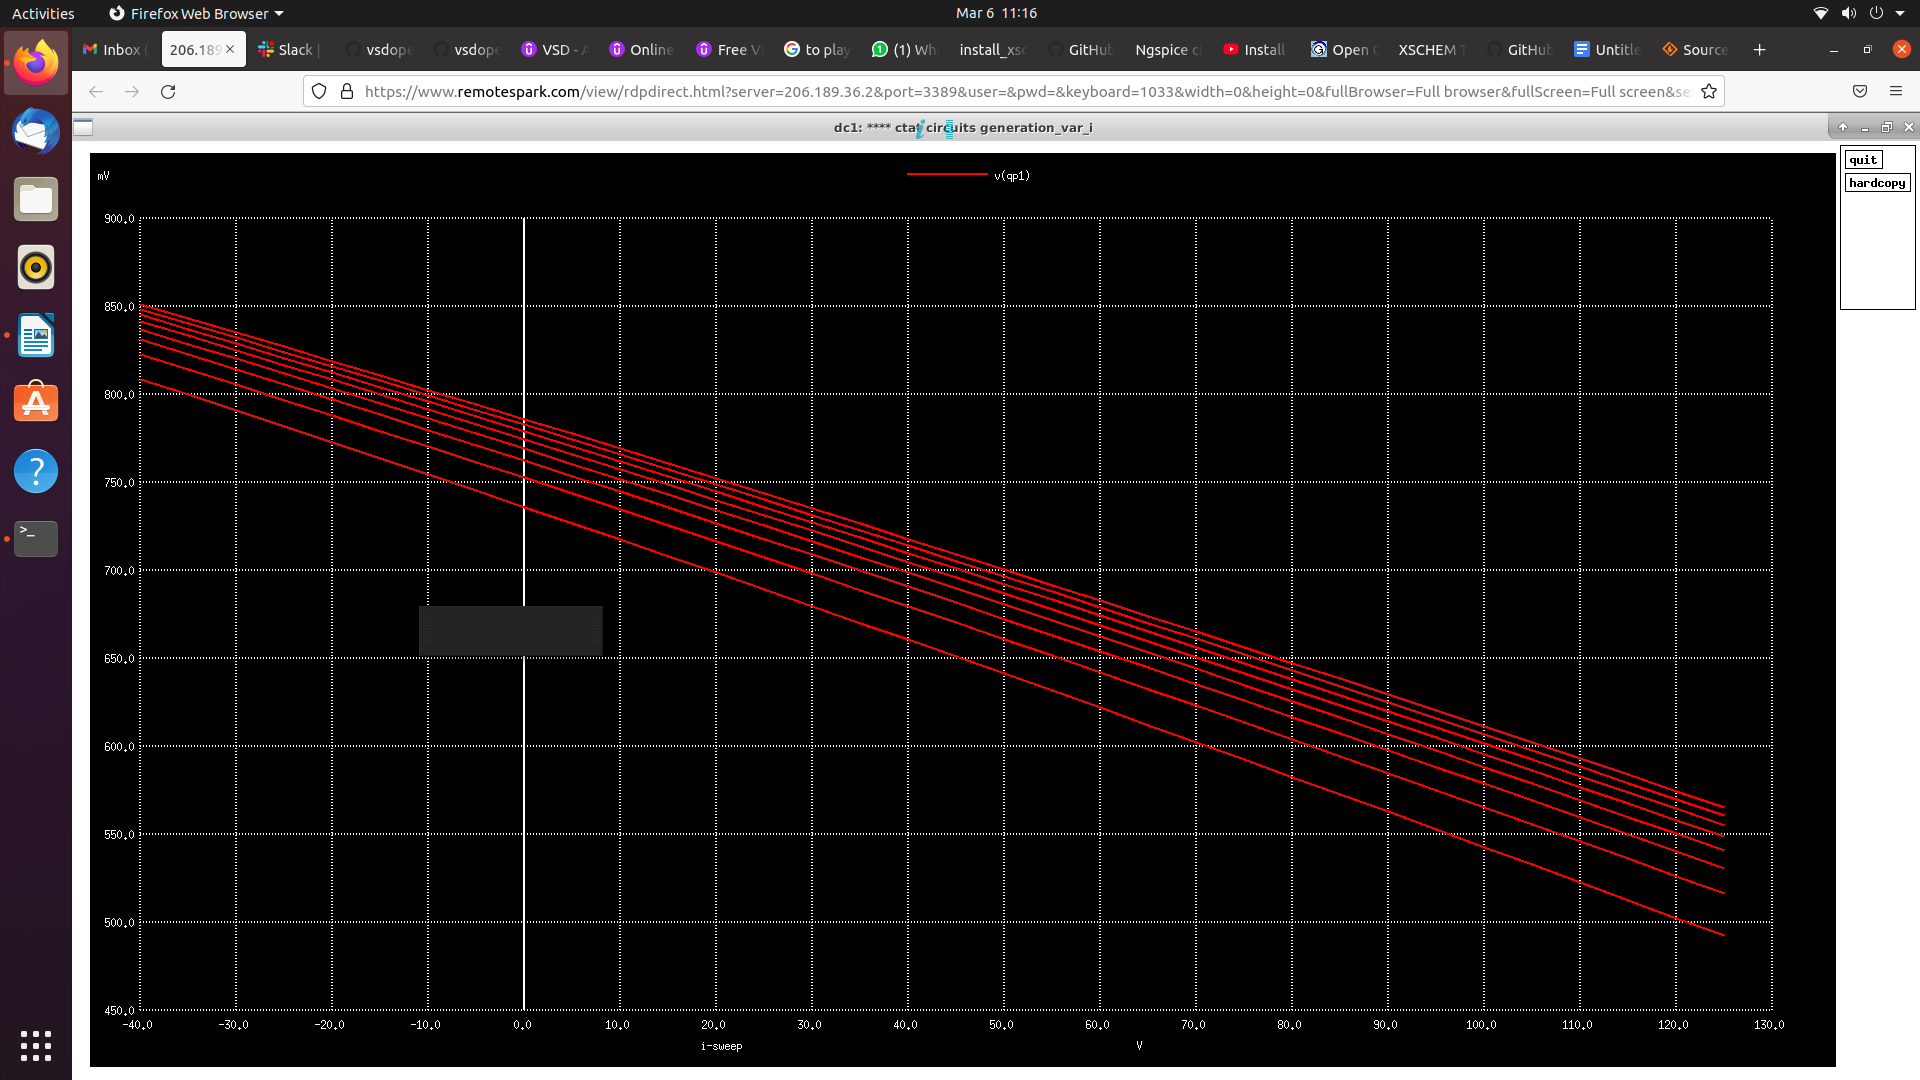 Activities
Firefox Web Browser
Mar 6 11:16
Inbox (
206.189
Slack |
vsdope
vsdope
VSD - A
Online
Free V
to play
(1) Wh
install_xsc
GitHub
Ngspice ci
Install
Open C
XSCHEM T
GitHub
Untitle
Source
https://www.remotespark.com/view/rdpdirect.html?server=206.189.36.2&port=3389&user=&pwd=&keyboard=1033&width=0&height=0&fullBrowser=Full browser&fullScreen=Full screen&se
dc1: **** ctat circuits generation_var_i
quit
hardcopy
mV
v(qp1)
900.0
850.0
800.0
750.0
700.0
650.0
600.0
550.0
500.0
450.0
-40.0 -30.0 -20.0 -10.0 0.0 10.0 20.0 30.0 40.0 50.0 60.0 70.0 80.0 90.0 100.0 110.0 120.0 130.0
i-sweep V